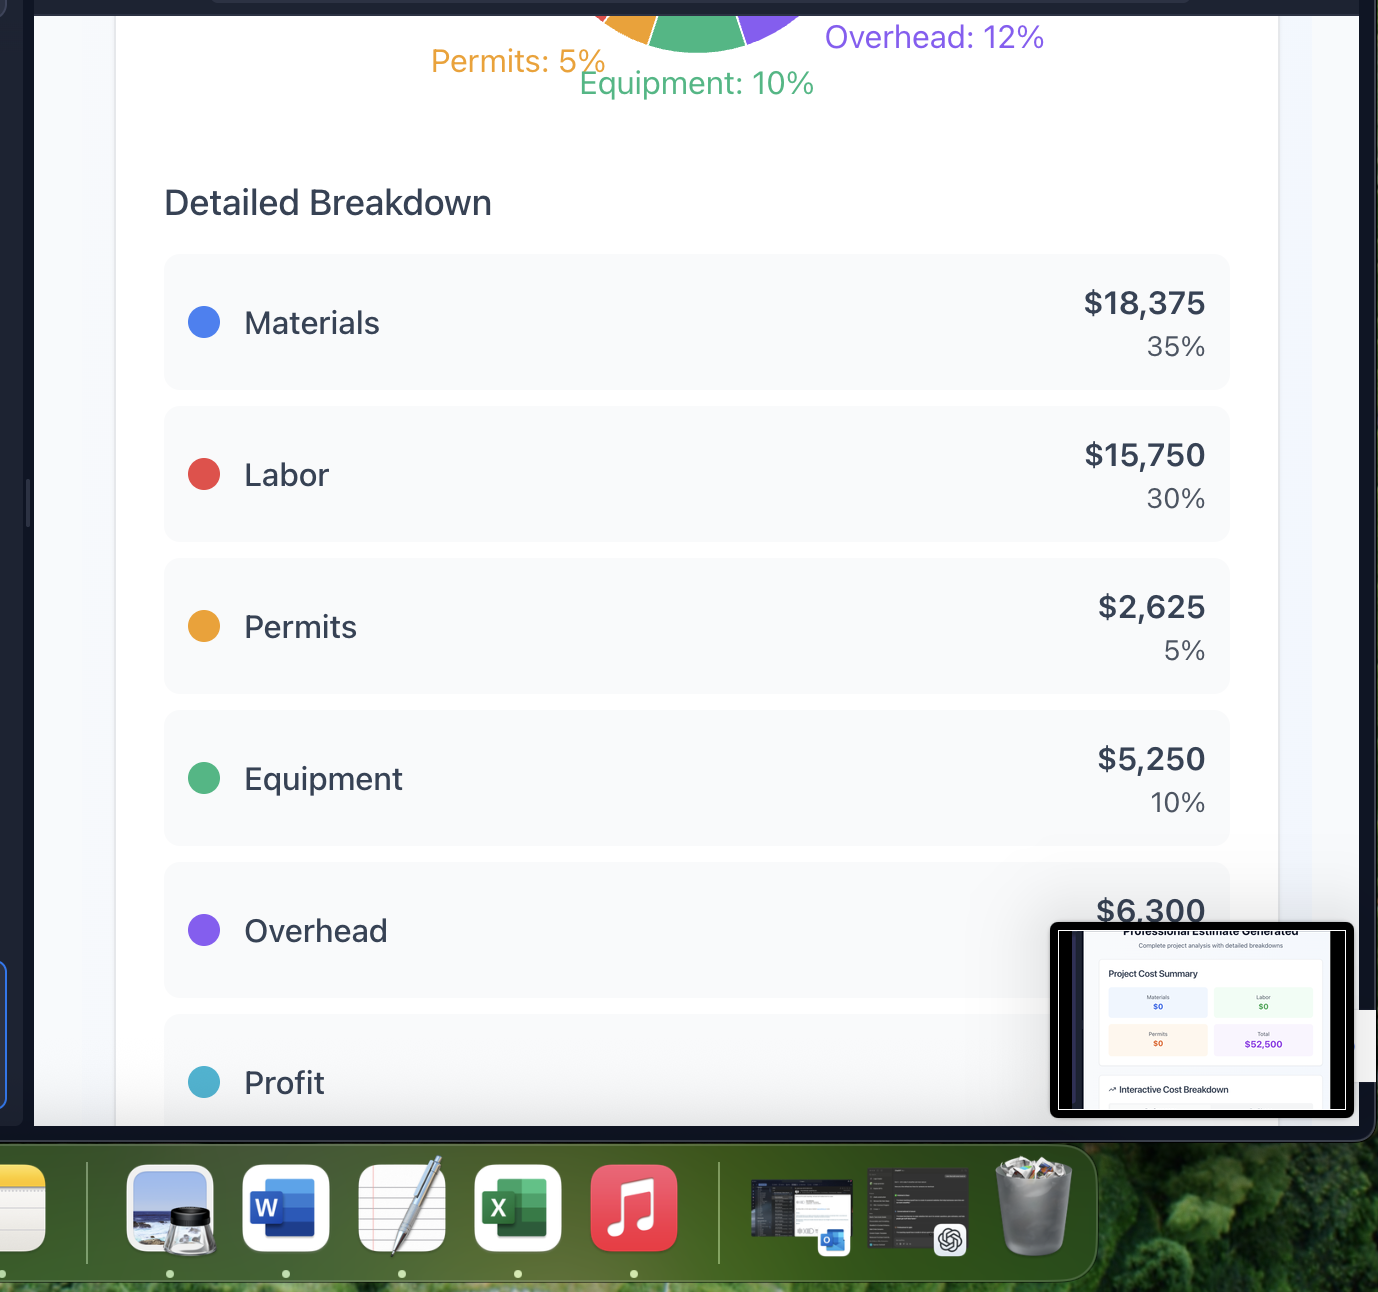 Overhead: 12%
Permits: 5%
Equipment: 10%
Detailed Breakdown
Materials
$18,375
35%
Labor
$15,750
30%
Permits
$2,625
5%
Equipment
$5,250
10%
Overhead
$6,300
Profit
Professional Estimate Generated
Complete project analysis with detailed breakdowns
Project Cost Summary
Materials
$0
Labor
$0
Permits
$0
Total
$52,500
Interactive Cost Breakdown
W
X
O